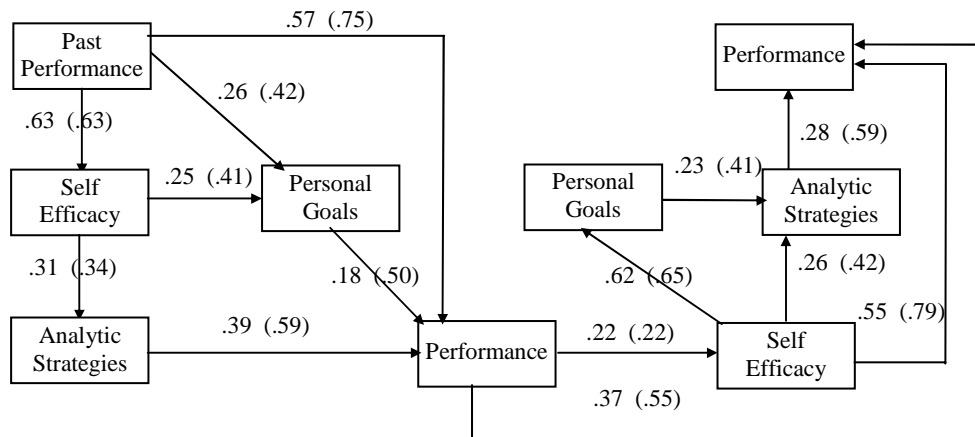 .57 (.75)
Past
Performance
Performance
.26 (.42)
.63 (.63)
.28 (.59)
Self
Efficacy
.25 (.41)
Personal
Goals
Personal
Goals
.23 (.41)
Analytic
Strategies
.31 (.34)
.18 (.50)
.62 (.65)
.26 (.42)
.55 (.79)
Analytic
Strategies
.39 (.59)
Performance
.22 (.22)
Self
Efficacy
.37 (.55)